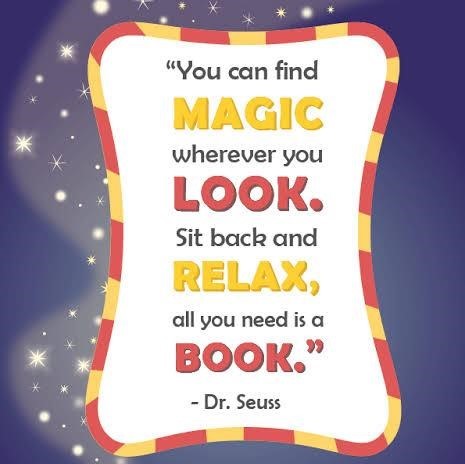 “You can find
MAGIC
wherever you
LOOK.
Sit back and
RELAX,
all you need is a
BOOK.”
- Dr. Seuss